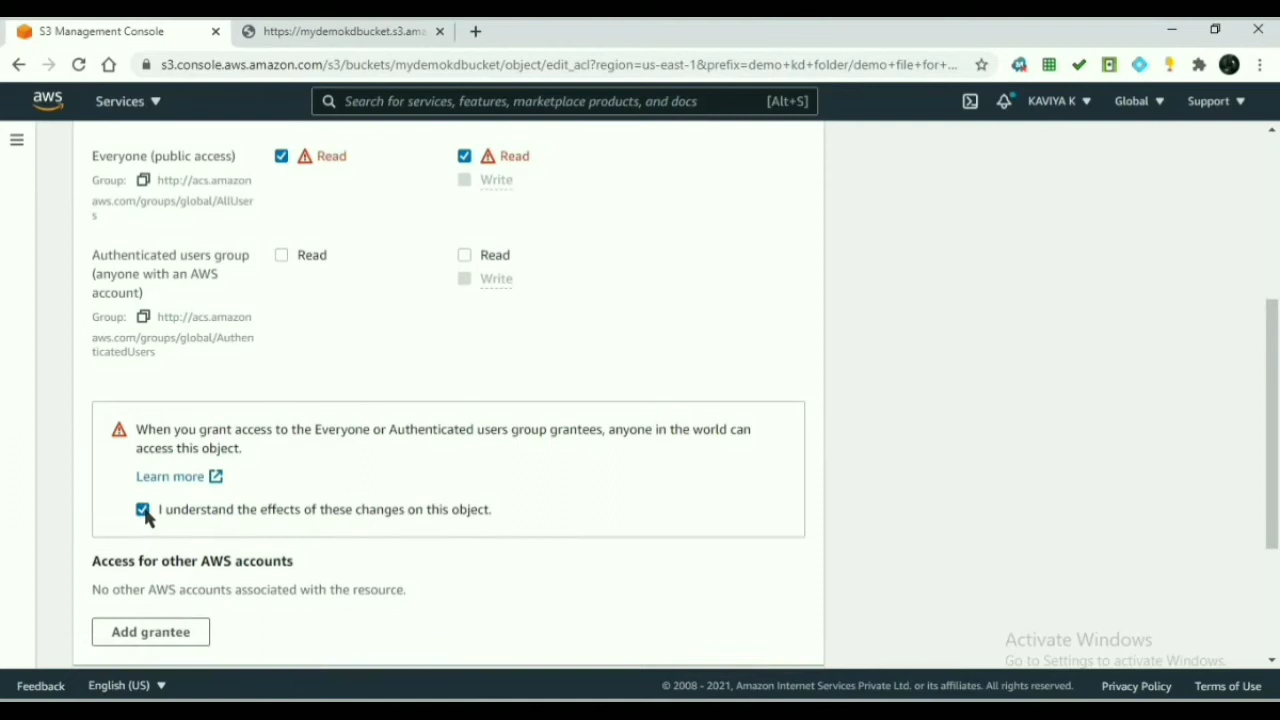 S3 Management Console
https://mydemokdbucket.s3.ama
s3.console.aws.amazon.com/s3/buckets/mydemokdbucket/object/edit_acl?region=us-east-1&prefix=demo+kd+folder/demo+file+for+...
aws
Services
Search for services, features, marketplace products, and docs
[Alt+S]
KAVIYA K
Global
Support
Everyone (public access)
Read
Read
Group: http://acs.amazon
Write
aws.com/groups/global/AllUser
s
Authenticated users group
Read
Read
(anyone with an AWS
Write
account)
Group: http://acs.amazon
aws.com/groups/global/Authen
ticatedUsers
When you grant access to the Everyone or Authenticated users group grantees, anyone in the world can
access this object.
Learn more
I understand the effects of these changes on this object.
Access for other AWS accounts
No other AWS accounts associated with the resource.
Add grantee
Activate Windows
Go to Settings to activate Windows.
Feedback
English (US)
© 2008 - 2021, Amazon Internet Services Private Ltd. or its affiliates. All rights reserved.
Privacy Policy
Terms of Use